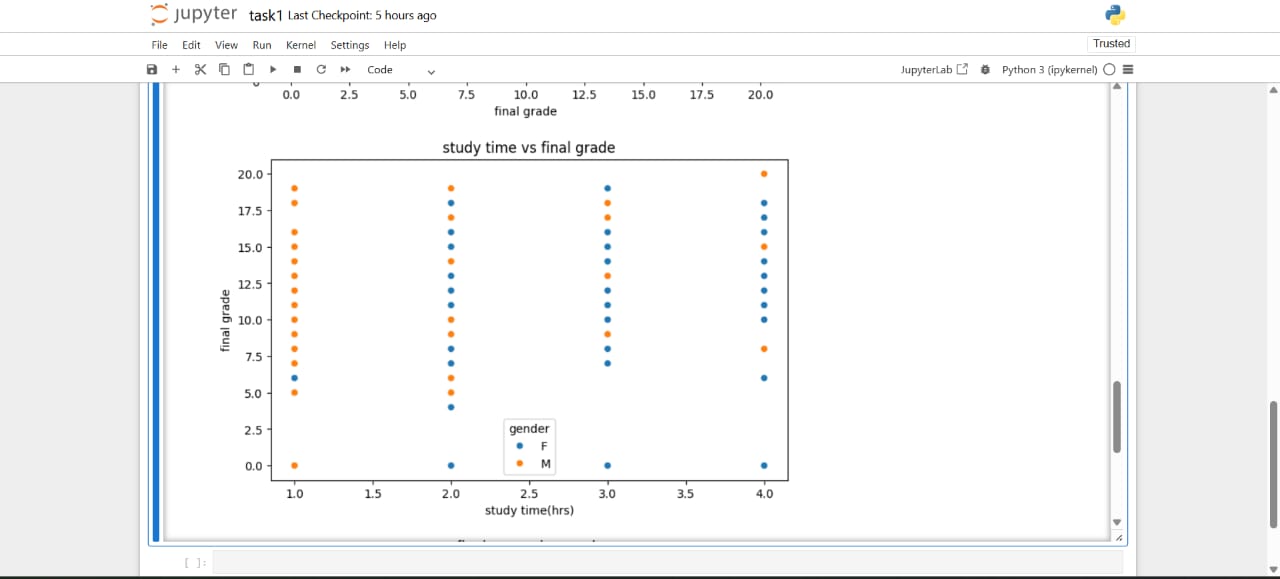 jupyter task1 Last Checkpoint: 5 hours ago
File Edit View Run Kernel Settings Help Trusted
Code JupyterLab Python 3 (ipykernel)
0.0 2.5 5.0 7.5 10.0 12.5 15.0 17.5 20.0
final grade
study time vs final grade
20.0
17.5
15.0
12.5
10.0
7.5
5.0
2.5
0.0
final grade
gender
F
M
1.0 1.5 2.0 2.5 3.0 3.5 4.0
study time(hrs)
[ ]: